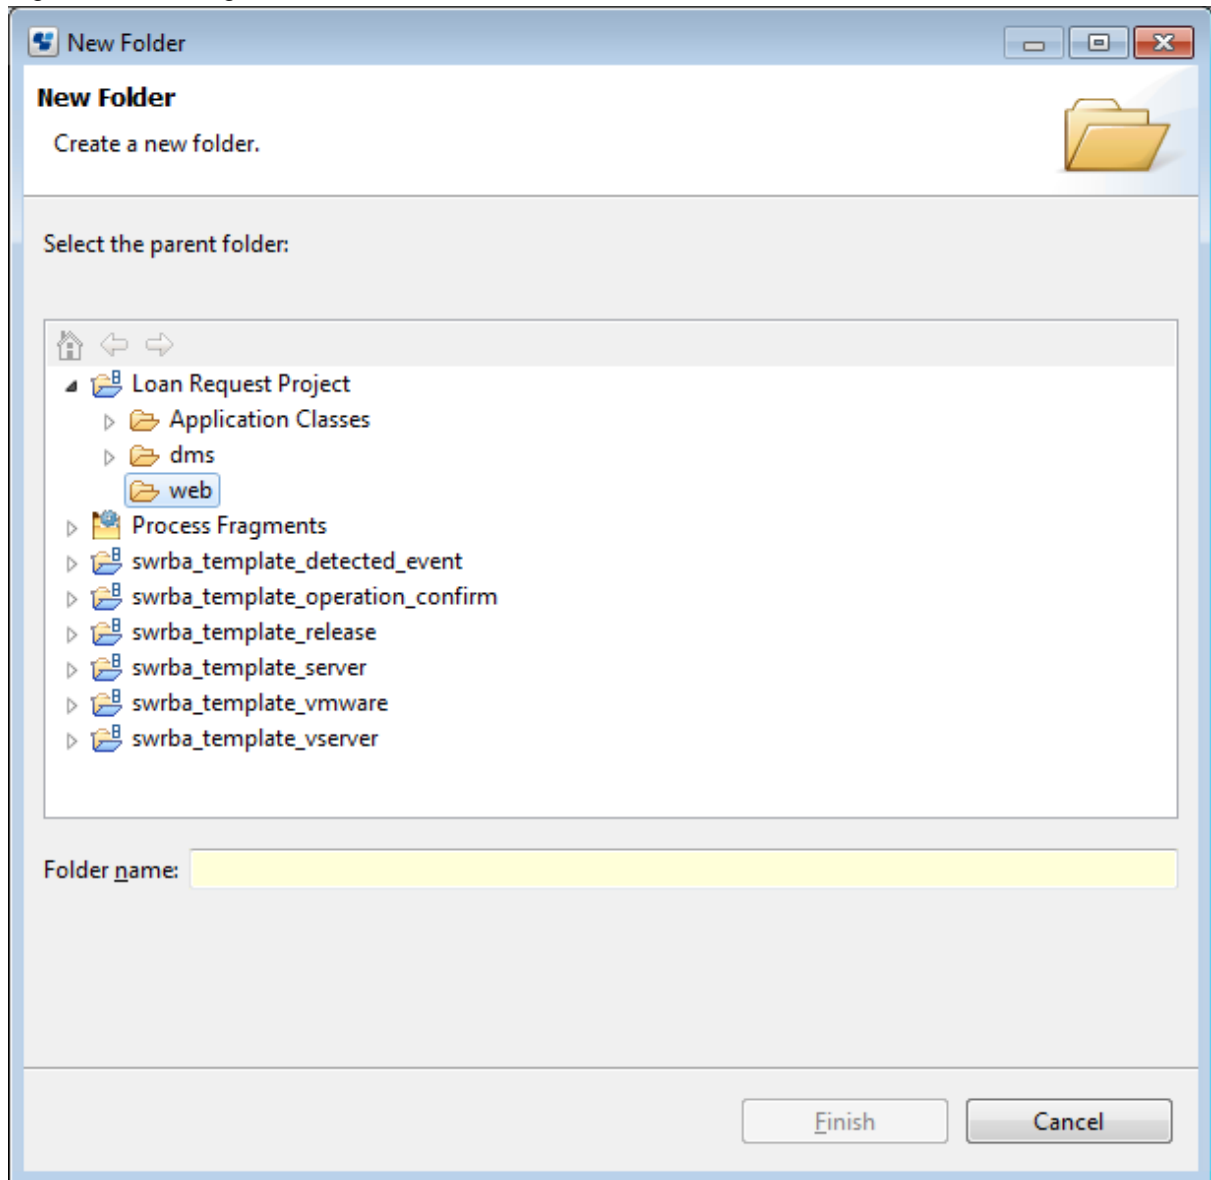 New Folder
New Folder
Create a new folder.
Select the parent folder:
Loan Request Project
Application Classes
dms
web
Process Fragments
swrba_template_detected_event
swrba_template_operation_confirm
swrba_template_release
swrba_template_server
swrba_template_vmware
swrba_template_vserver
Folder name:
Finish Cancel